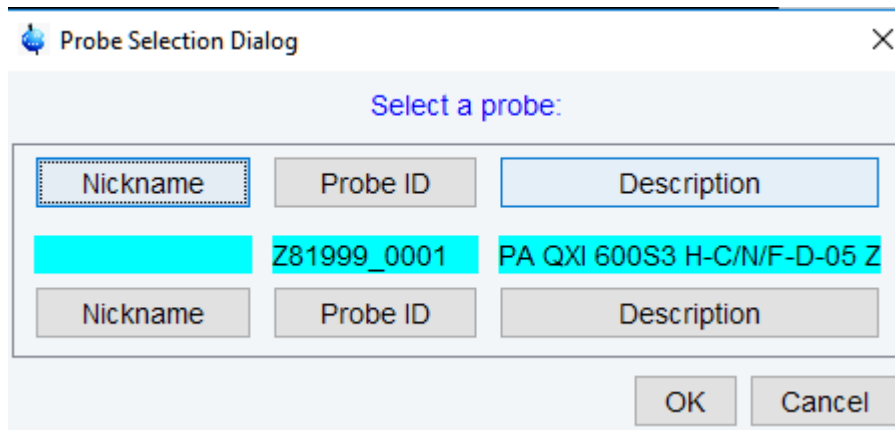 Probe Selection Dialog
Select a probe:
Nickname Probe ID Description
Z81999_0001 PA QXI 600S3 H-C/N/F-D-05 Z
Nickname Probe ID Description
OK Cancel